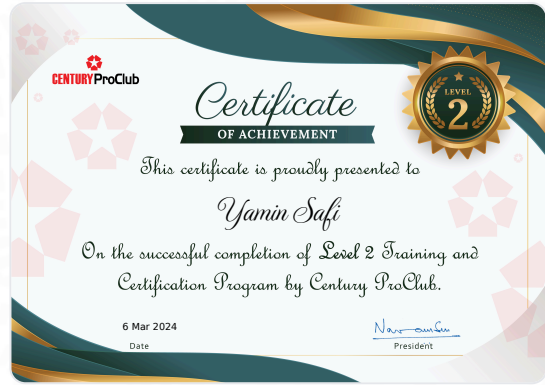 CENTURY ProClub
Certificate
OF ACHIEVEMENT
LEVEL
2
This certificate is proudly presented to
Yamin Safi
On the successful completion of Level 2 Training and
Certification Program by Century ProClub.
6 Mar 2024
Date
President